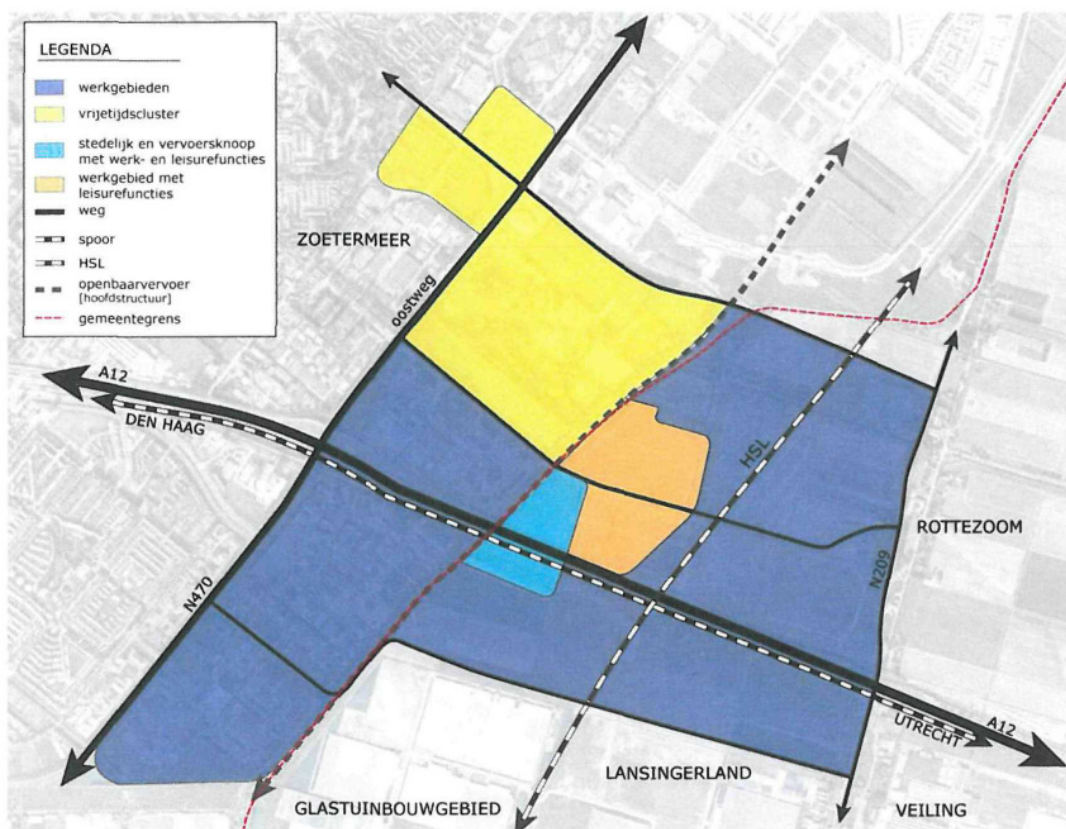 LEGENDA
werkgebieden
vrijetijdscluster
stedelijk en vervoersknoop
met werk- en leisurefuncties
werkgebied met
leisurefuncties
weg
spoor
HSL
openbaarvervoer
[hoofdstructuur]
gemeentegrens
ZOETERMEER
oostweg
A12
DEN HAAG
HSL
ROTTEZOOM
N209
N470
A12
UTRECHT
LANSINGERLAND
GLASTUINBOUWGEBIED
VEILING